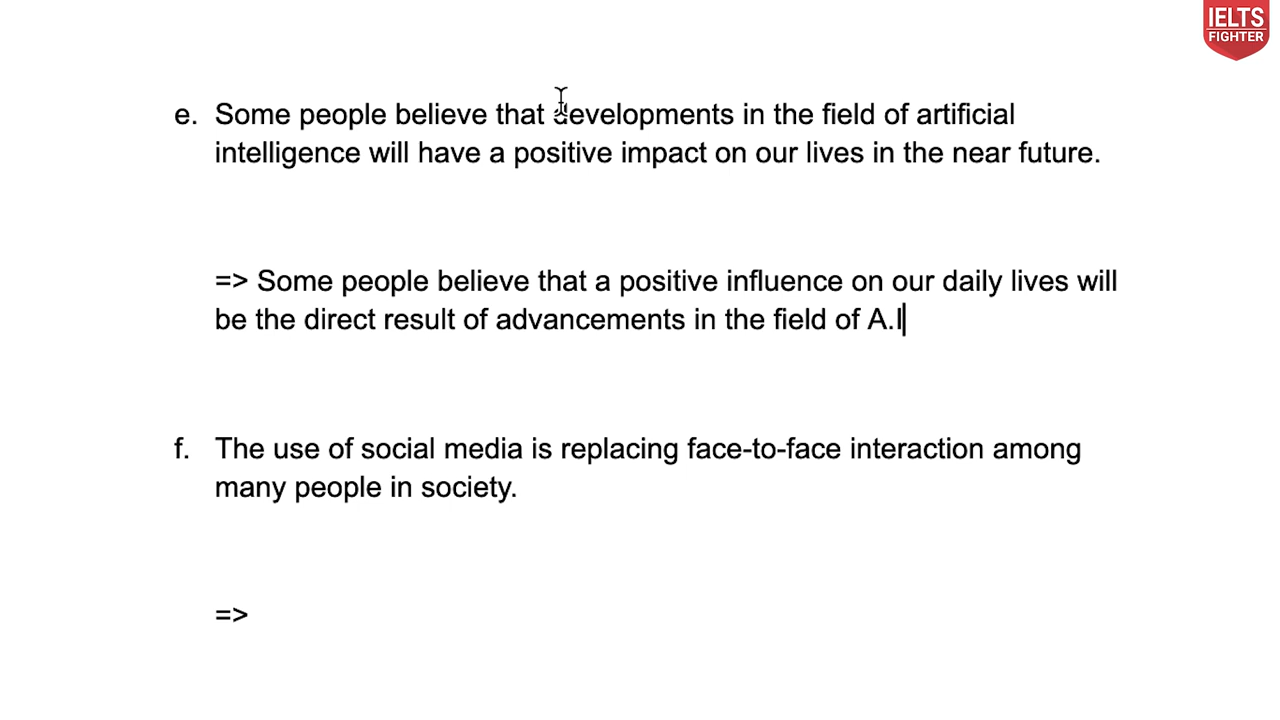 IELTS
FIGHTER
e. Some people believe that developments in the field of artificial
intelligence will have a positive impact on our lives in the near future.
=> Some people believe that a positive influence on our daily lives will
be the direct result of advancements in the field of A.I
f. The use of social media is replacing face-to-face interaction among
many people in society.
=>